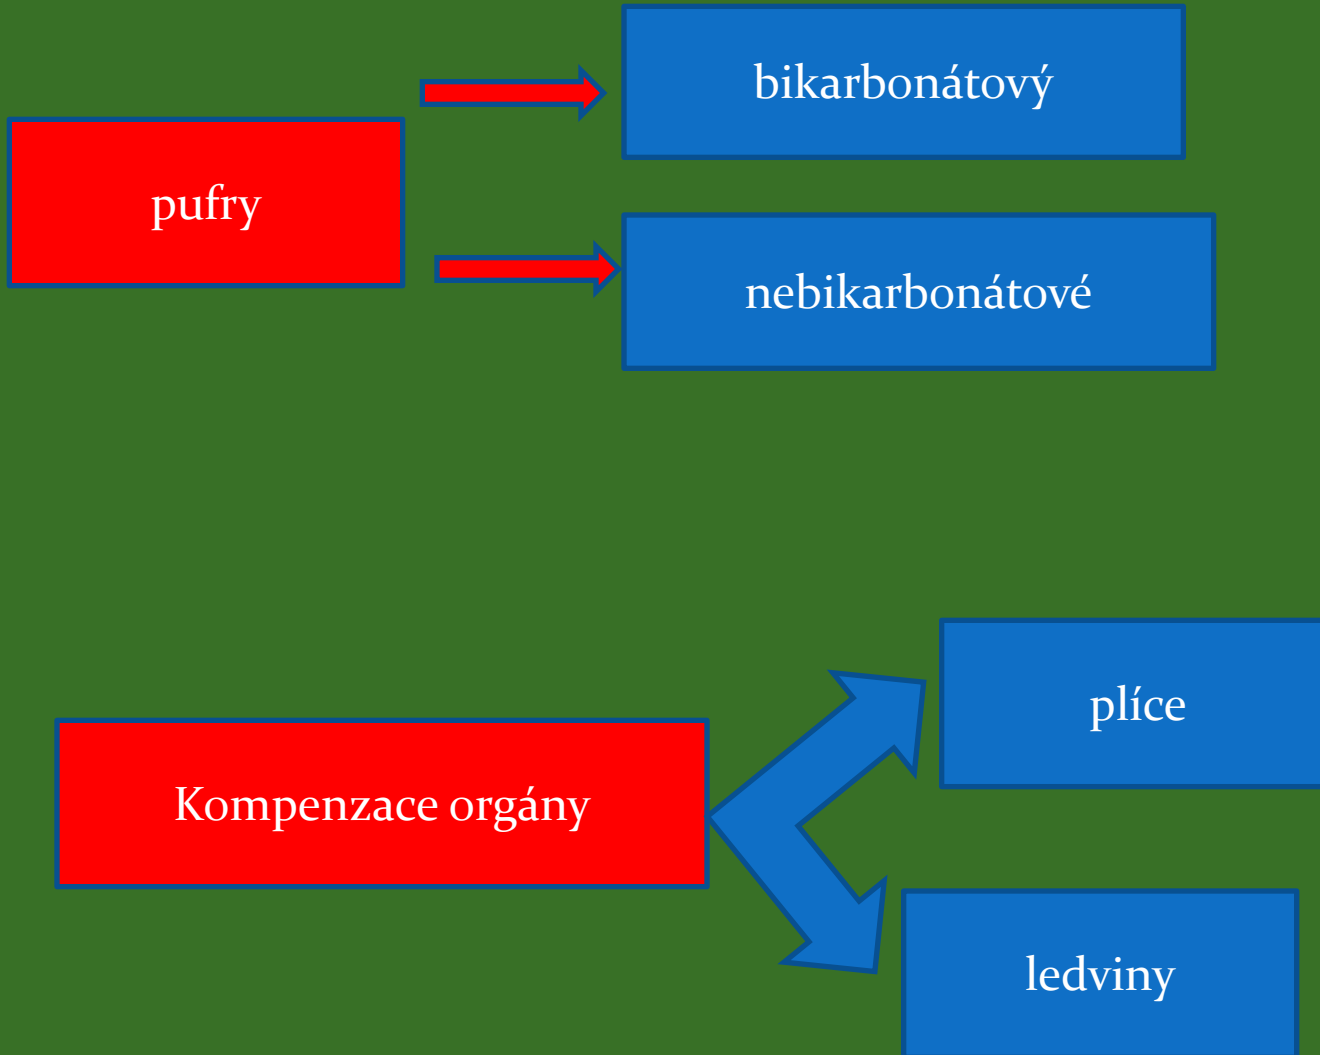 bikarbonátový
pufry
nebikarbonátové
plíce
Kompenzace orgány
ledviny